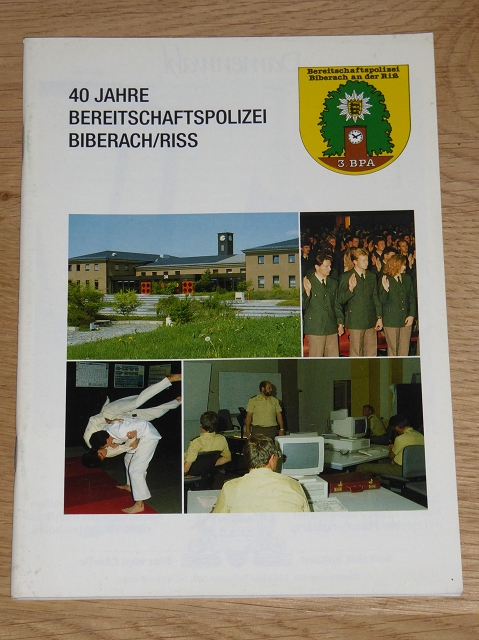 40 JAHRE
BEREITSCHAFTSPOLIZEI
BIBERACH/RISS
Bereitschaftspolizei
Biberach an der Riß
3. BPA